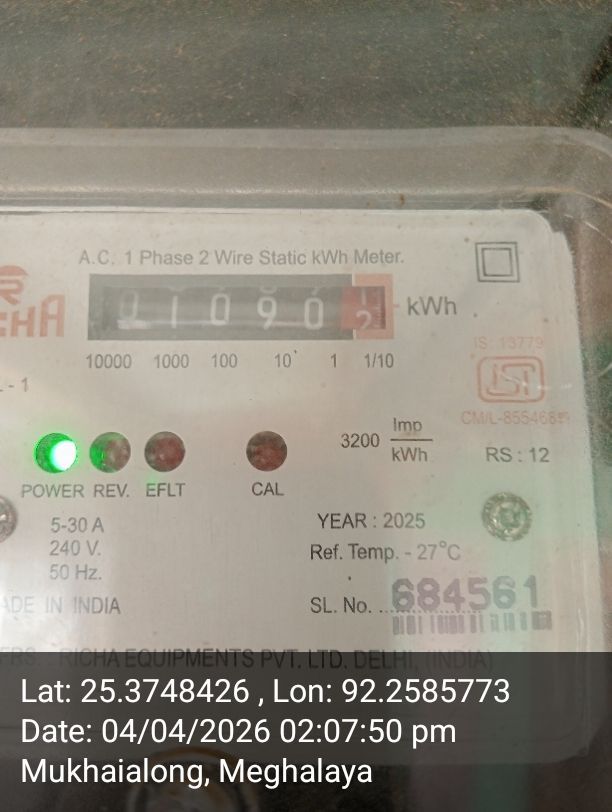 A.C. 1 Phase 2 Wire Static kWh Meter.
01090 kWh
10000 1000 100 10 1 1/10
IS: 13779
ISI
L - 1
CM/L-8554685
3200 Imp
kWh
RS : 12
POWER REV. EFLT CAL
5-30 A
240 V.
50 Hz.
YEAR : 2025
Ref. Temp. - 27°C
ADE IN INDIA
SL. No. 684561
FRS. : RICHA EQUIPMENTS PVT. LTD. DELHI, (INDIA)
Lat: 25.3748426 , Lon: 92.2585773
Date: 04/04/2026 02:07:50 pm
Mukhaialong, Meghalaya